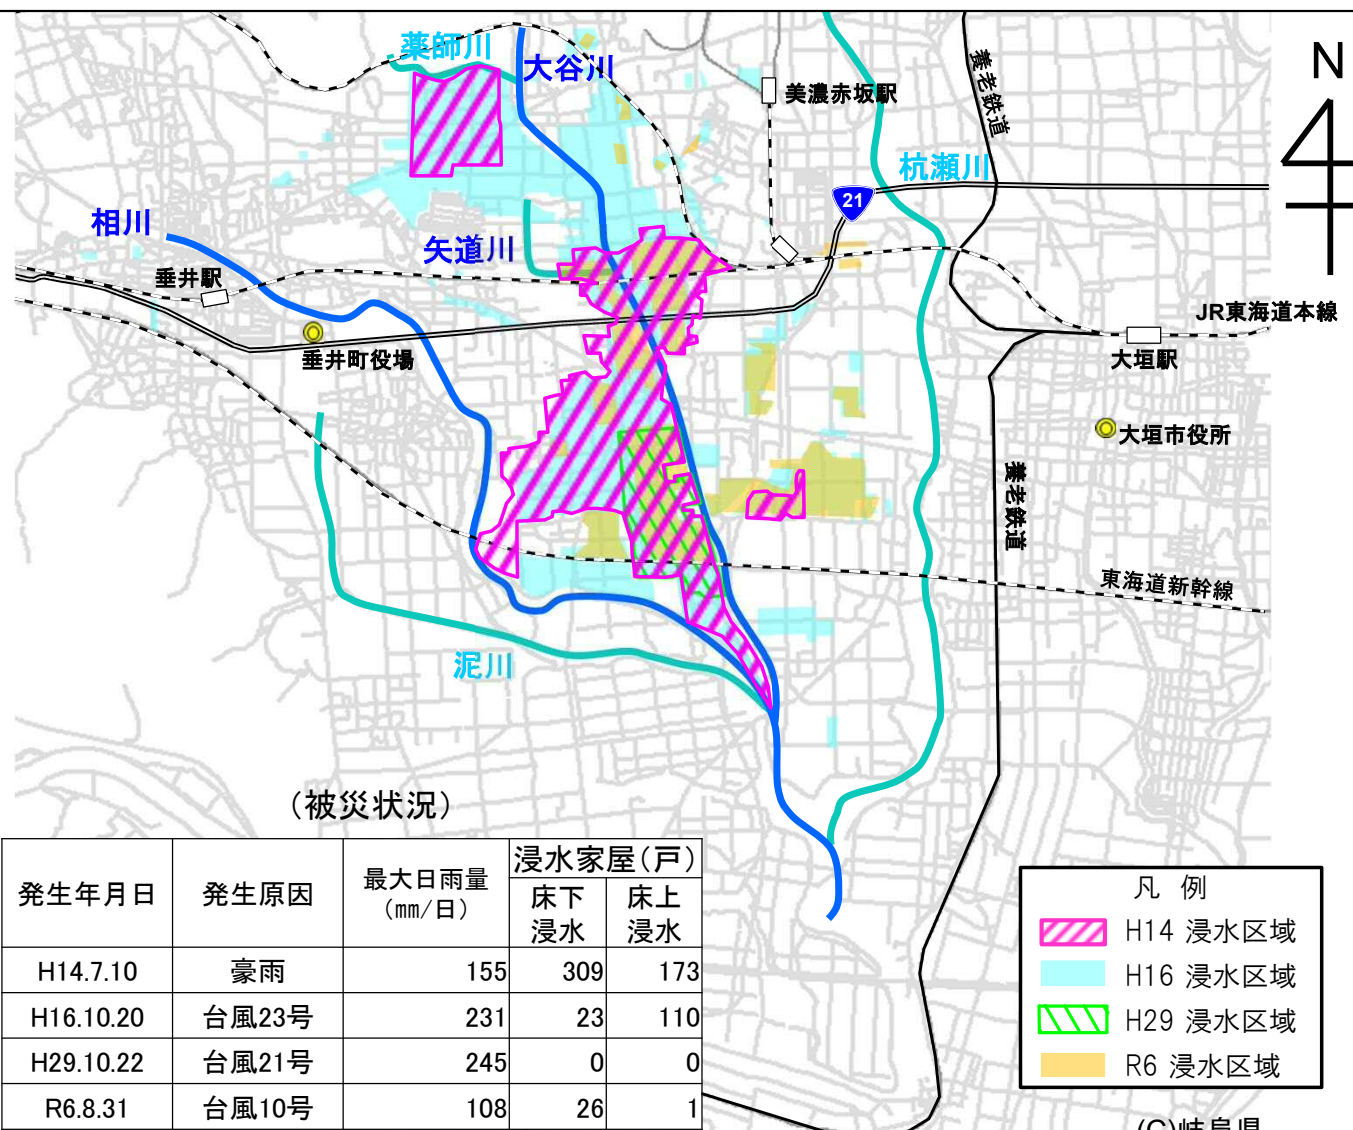 薬師川
大谷川
養老鉄道
N
美濃赤坂駅
杭瀬川
21
相川
矢道川
垂井駅
JR東海道本線
垂井町役場
大垣駅
大垣市役所
養老鉄道
東海道新幹線
泥川
(被災状況)
発生年月日 発生原因 最大日雨量(㎜/日) 浸水家屋(戸)
床下浸水 床上浸水
H14.7.10 豪雨 155 309 173
H16.10.20 台風23号 231 23 110
H29.10.22 台風21号 245 0 0
R6.8.31 台風10号 108 26 1
凡 例
H14 浸水区域
H16 浸水区域
H29 浸水区域
R6 浸水区域
(C)岐阜県